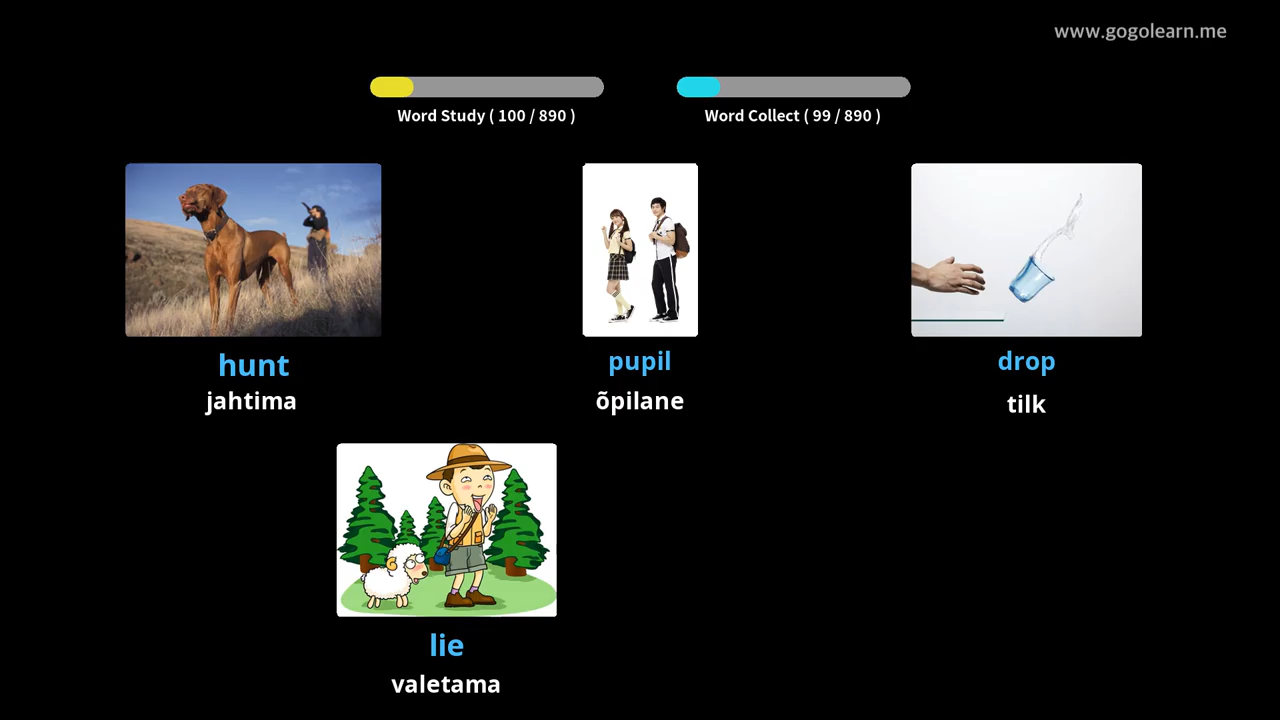 www.gogolearn.me
Word Study ( 100 / 890 )
Word Collect ( 99 / 890 )
hunt
jahtima
pupil
õpilane
drop
tilk
lie
valetama